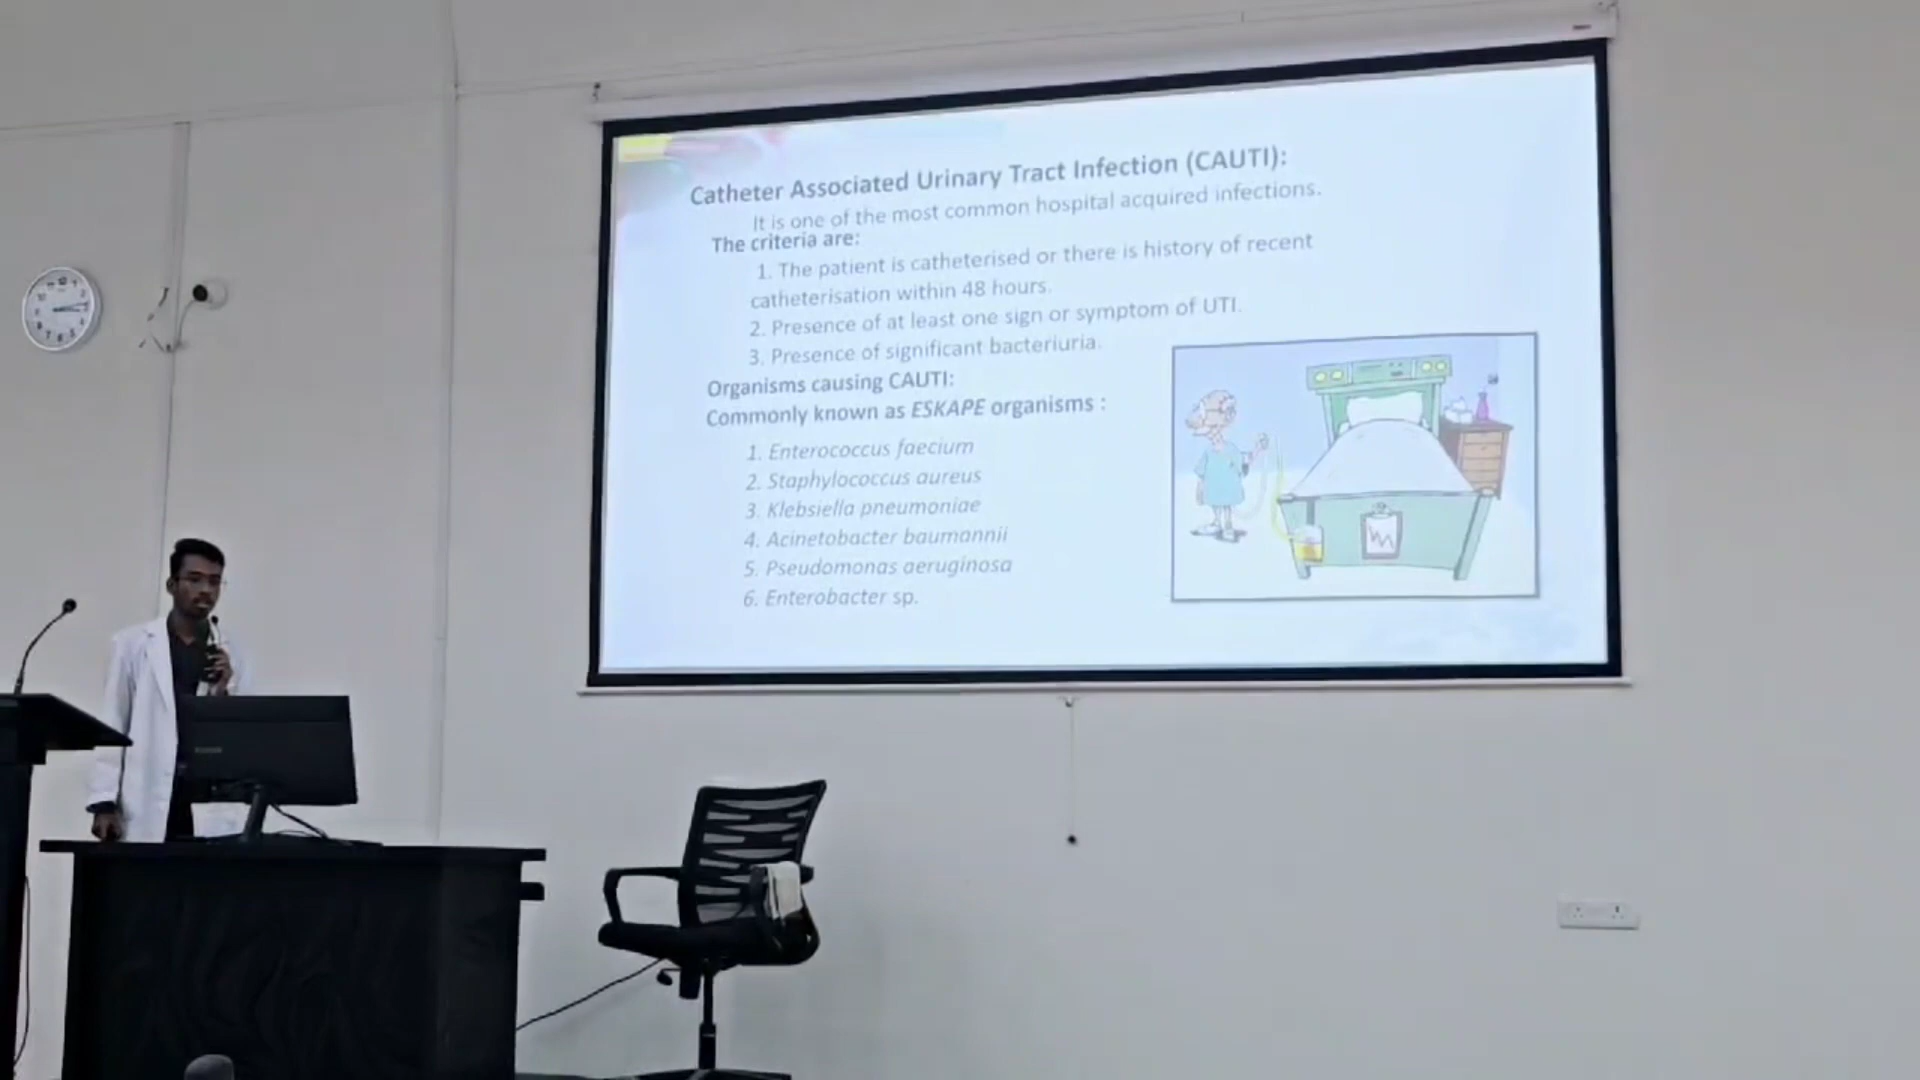 Catheter Associated Urinary Tract Infection (CAUTI):
It is one of the most common hospital acquired infections.
The criteria are:
1. The patient is catheterised or there is history of recent
catheterisation within 48 hours.
2. Presence of at least one sign or symptom of UTI.
3. Presence of significant bacteriuria.
Organisms causing CAUTI:
Commonly known as ESKAPE organisms :
1. Enterococcus faecium
2. Staphylococcus aureus
3. Klebsiella pneumoniae
4. Acinetobacter baumannii
5. Pseudomonas aeruginosa
6. Enterobacter sp.